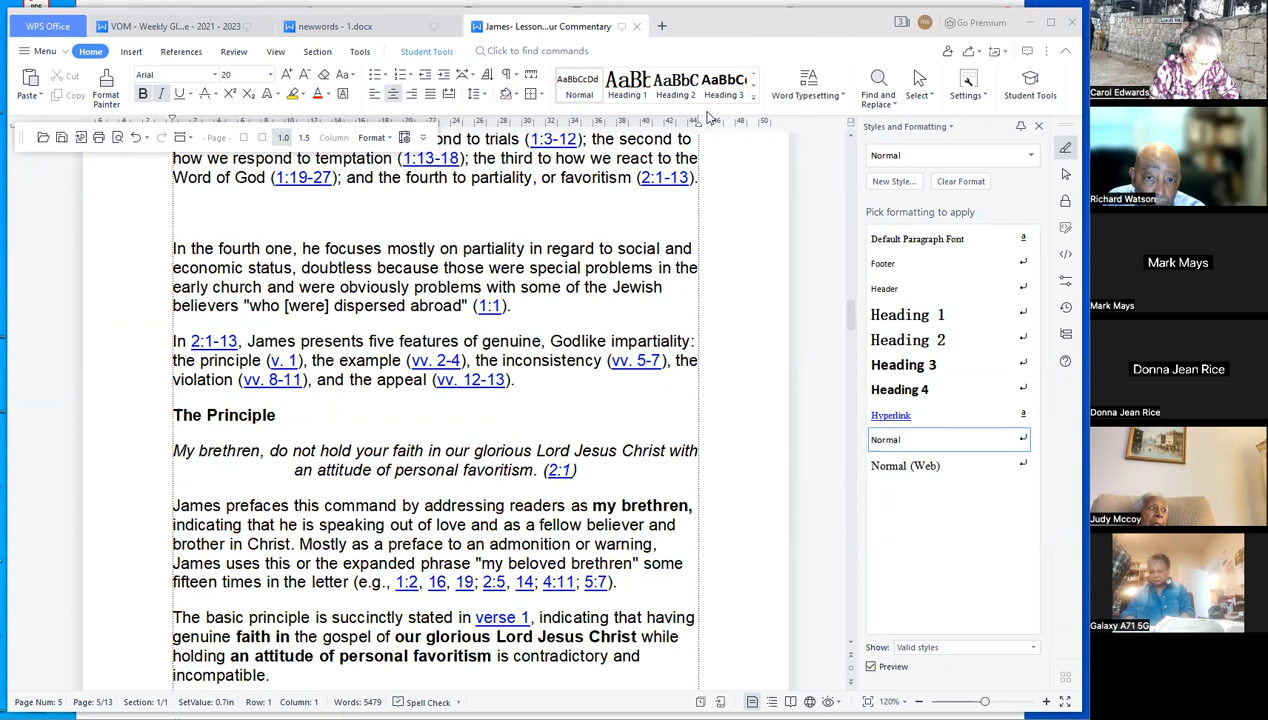 WPS Office
VOM - Weekly Gl...e - 2021 - 2023
newwords - 1.docx
James- Lesson...ur Commentary
Go Premium
Menu Home Insert References Review View Section Tools Student Tools Click to find commands
Paste Cut Copy Format Painter
Arial 20
AaBbCcDd Normal
Heading 1
AaBbC Heading 2
Heading 3
Word Typesetting
Find and Replace
Select
Settings
Student Tools
- Page - 1.0 1.5 Column Format
ond to trials (1:3-12); the second to
how we respond to temptation (1:13-18); the third to how we react to the
Word of God (1:19-27); and the fourth to partiality, or favoritism (2:1-13).
In the fourth one, he focuses mostly on partiality in regard to social and
economic status, doubtless because those were special problems in the
early church and were obviously problems with some of the Jewish
believers "who [were] dispersed abroad" (1:1).
In 2:1-13, James presents five features of genuine, Godlike impartiality:
the principle (v. 1), the example (vv. 2-4), the inconsistency (vv. 5-7), the
violation (vv. 8-11), and the appeal (vv. 12-13).
The Principle
My brethren, do not hold your faith in our glorious Lord Jesus Christ with
an attitude of personal favoritism. (2:1)
James prefaces this command by addressing readers as my brethren,
indicating that he is speaking out of love and as a fellow believer and
brother in Christ. Mostly as a preface to an admonition or warning,
James uses this or the expanded phrase "my beloved brethren" some
fifteen times in the letter (e.g., 1:2, 16, 19; 2:5, 14; 4:11; 5:7).
The basic principle is succinctly stated in verse 1, indicating that having
genuine faith in the gospel of our glorious Lord Jesus Christ while
holding an attitude of personal favoritism is contradictory and
incompatible.
Styles and Formatting
Normal
New Style...
Clear Format
Pick formatting to apply
Default Paragraph Font
Footer
Header
Heading 1
Heading 2
Heading 3
Heading 4
Hyperlink
Normal
Normal (Web)
Show: Valid styles
Preview
Page Num: 5 Page: 5/13 Section: 1/1 SetValue: 0.7in Row: 1 Column: 1 Words: 5479 Spell Check
120%
Carol Edwards
Richard Watson
Mark Mays
Mark Mays
Donna Jean Rice
Donna Jean Rice
Judy Mccoy
Galaxy A71 5G